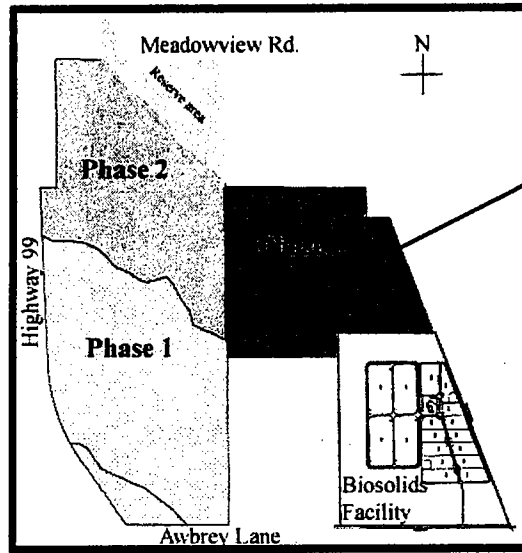 Meadowview Rd.
N
Reserve area
Phase 2
Highway 99
Phase 1
Biosolids
Facility
Awbrey Lane